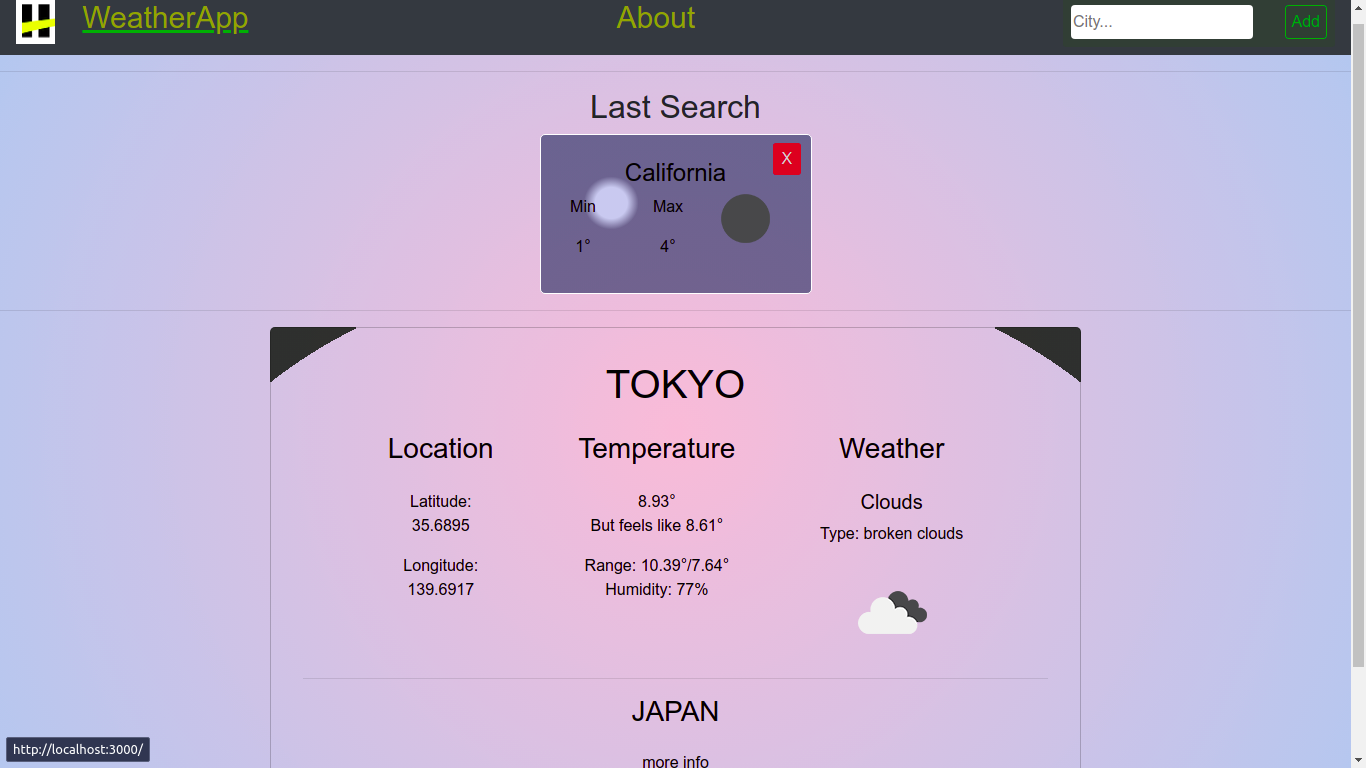 WeatherApp
About
City...
Add
Last Search
X
California
Min Max
1° 4°
TOKYO
Location Temperature Weather
Latitude:
35.6895
8.93°
But feels like 8.61°
Clouds
Type: broken clouds
Longitude:
139.6917
Range: 10.39°/7.64°
Humidity: 77%
JAPAN
more info
http://localhost:3000/